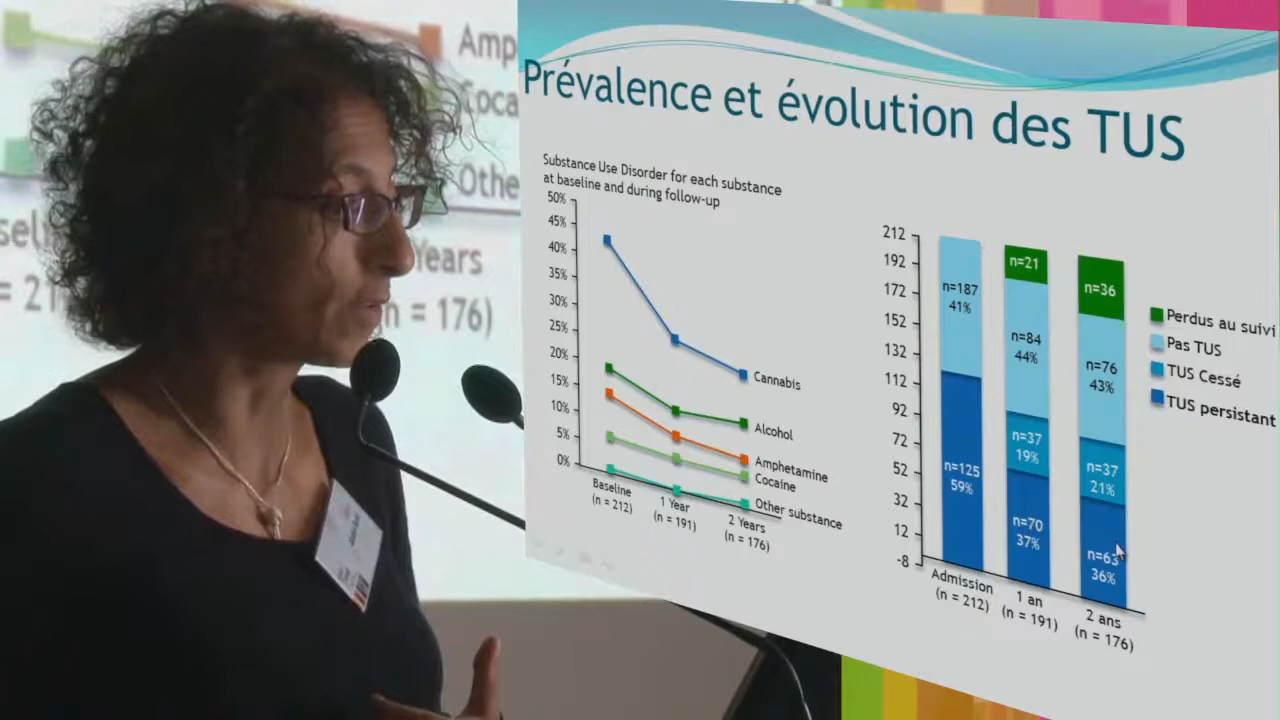 Amp
Coca
Othe
Years
n = 176)
Prévalence et évolution des TUS
Substance Use Disorder for each substance
at baseline and during follow-up
50%
45%
40%
35%
30%
25%
20%
15%
10%
5%
0%
Cannabis
Alcohol
Amphetamine
Cocaine
Other substance
Baseline
(n = 212)
1 Year
(n = 191)
2 Years
(n = 176)
212
192
172
152
132
112
92
72
52
32
12
-8
n=187
41%
n=125
59%
n=21
n=84
44%
n=37
19%
n=70
37%
n=36
n=76
43%
n=37
21%
n=63
36%
Admission
(n = 212)
1 an
(n = 191)
2 ans
(n = 176)
Perdus au suivi
Pas TUS
TUS Cessé
TUS persistant